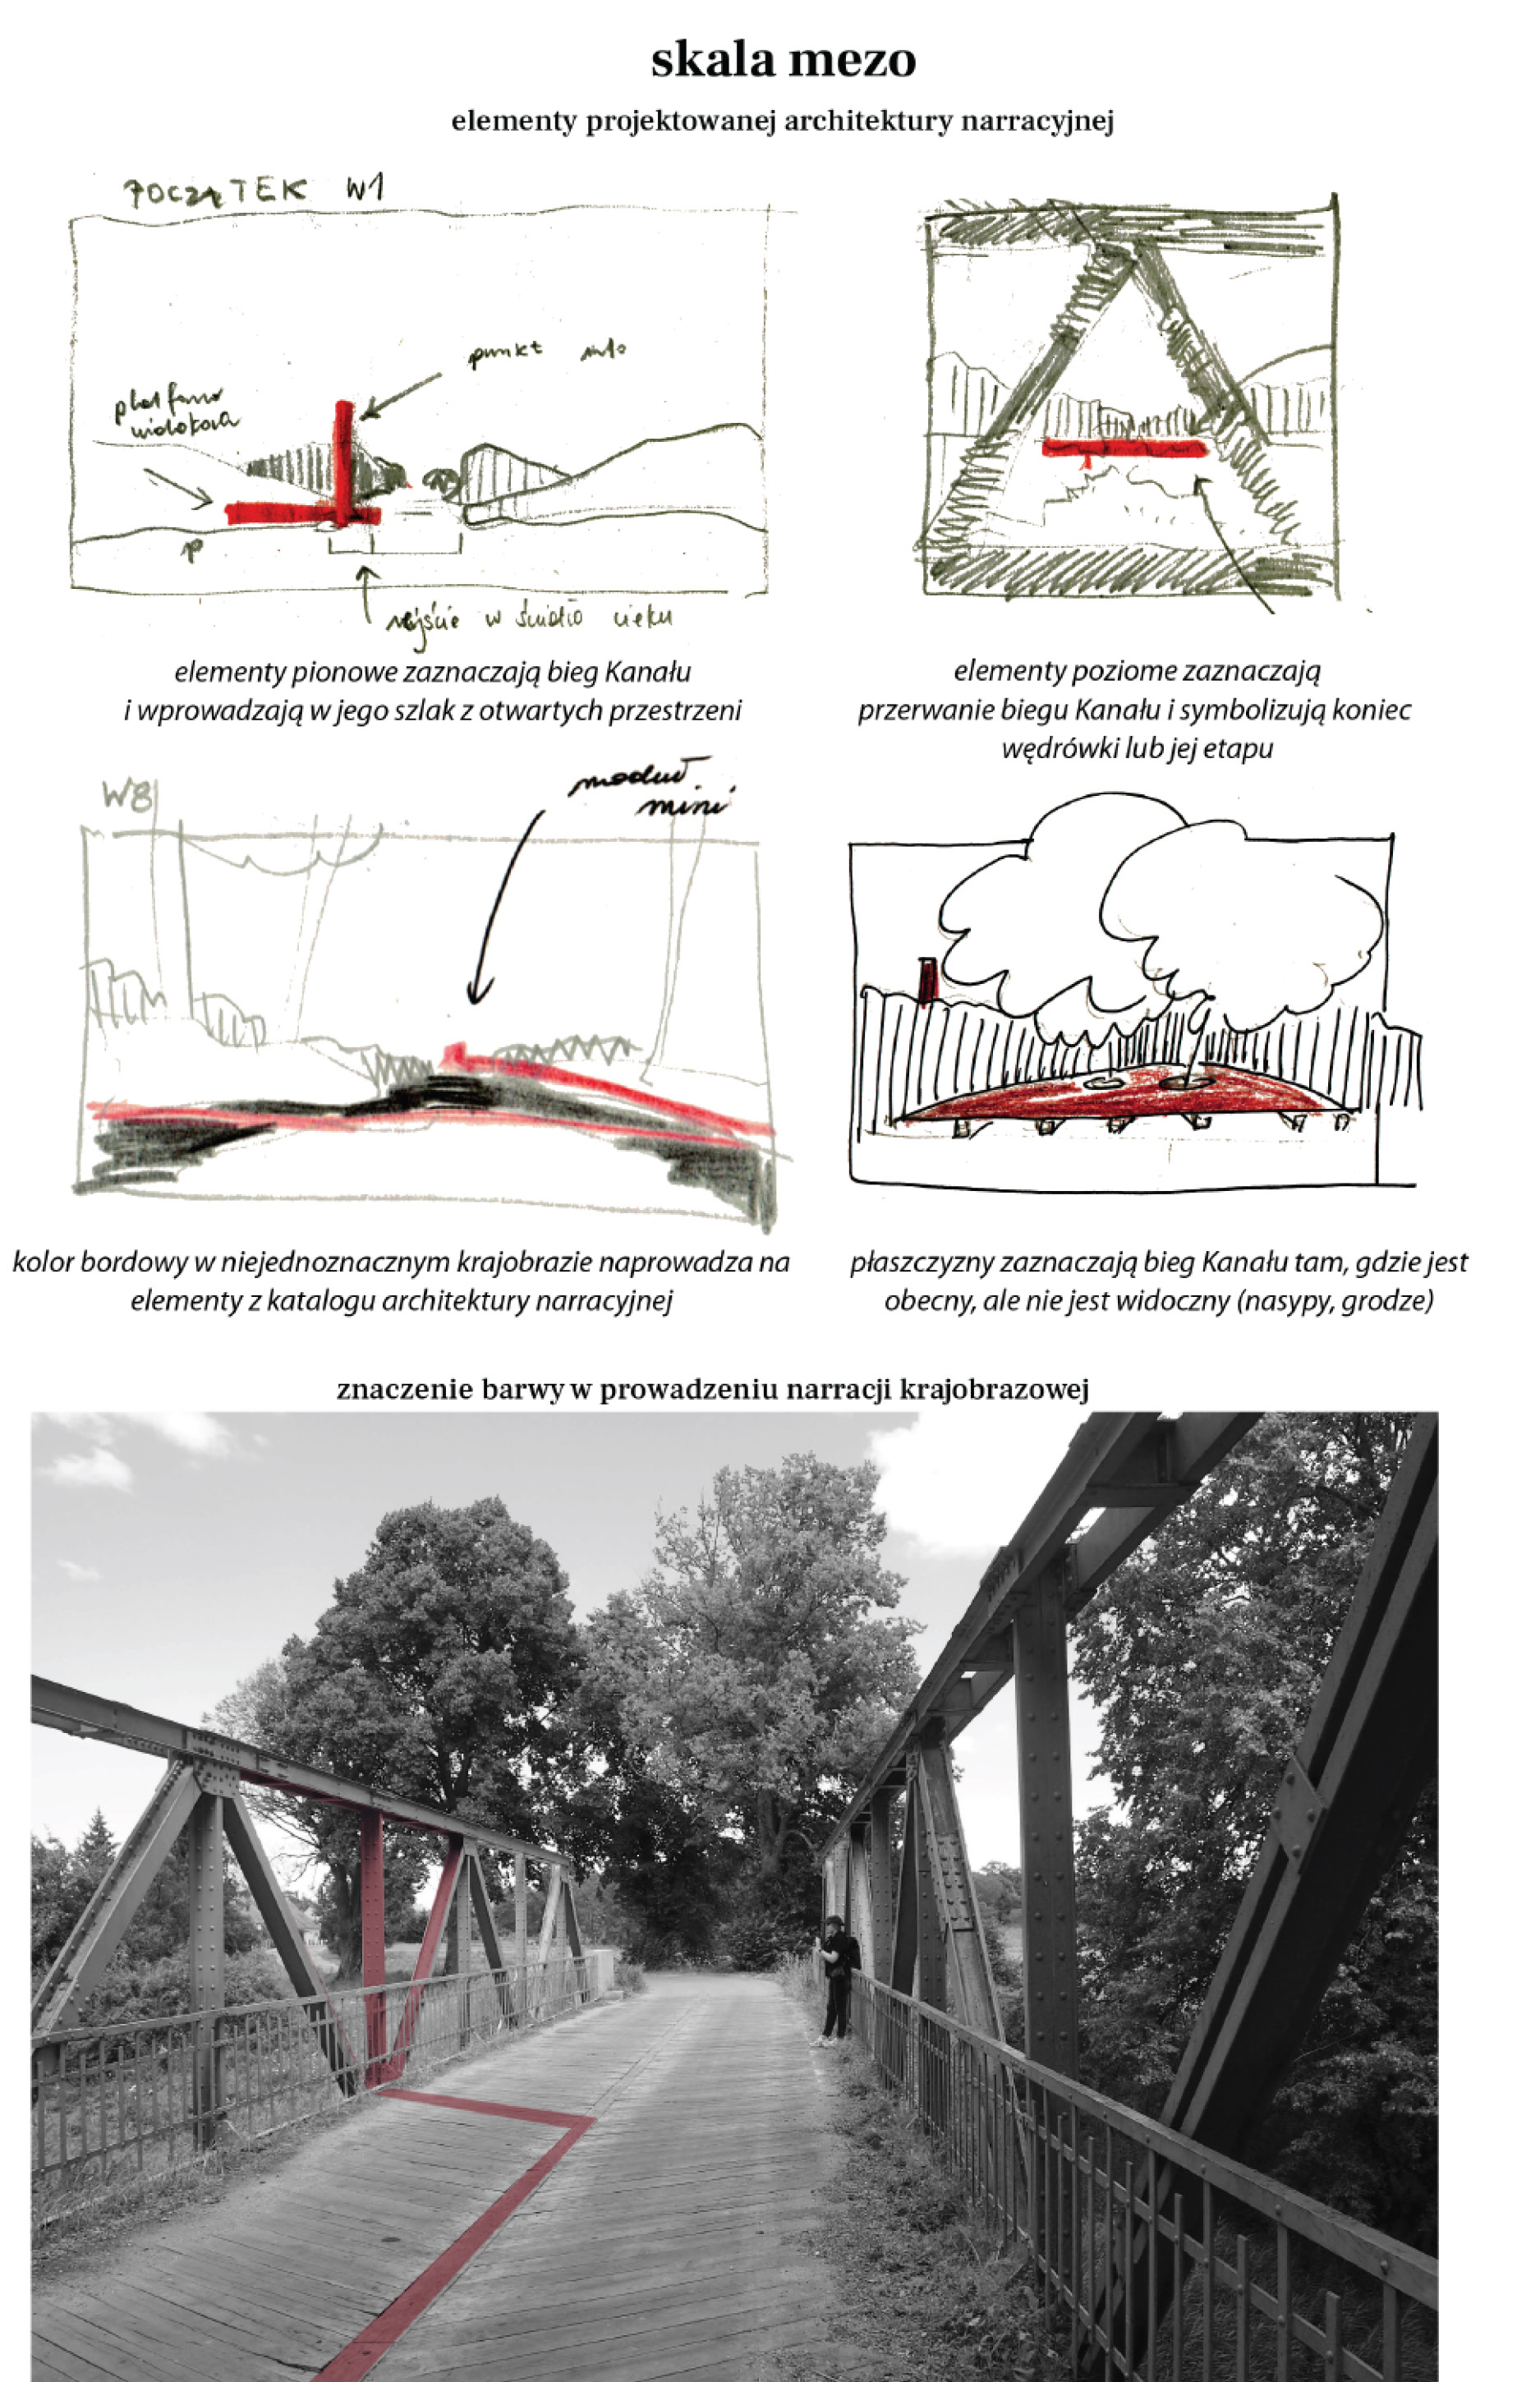 skala mezo
elementy projektowanej architektury narracyjnej
POCZĄTEK W1
punkt info
platforma
widokowa
wejście w światło cieku
elementy pionowe zaznaczają bieg Kanału
i wprowadzają w jego szlak z otwartych przestrzeni
elementy poziome zaznaczają
przerwanie biegu Kanału i symbolizują koniec
wędrówki lub jej etapu
W8
moduł
mini
kolor bordowy w niejednoznacznym krajobrazie naprowadza na
elementy z katalogu architektury narracyjnej
płaszczyzny zaznaczają bieg Kanału tam, gdzie jest
obecny, ale nie jest widoczny (nasypy, grodze)
znaczenie barwy w prowadzeniu narracji krajobrazowej